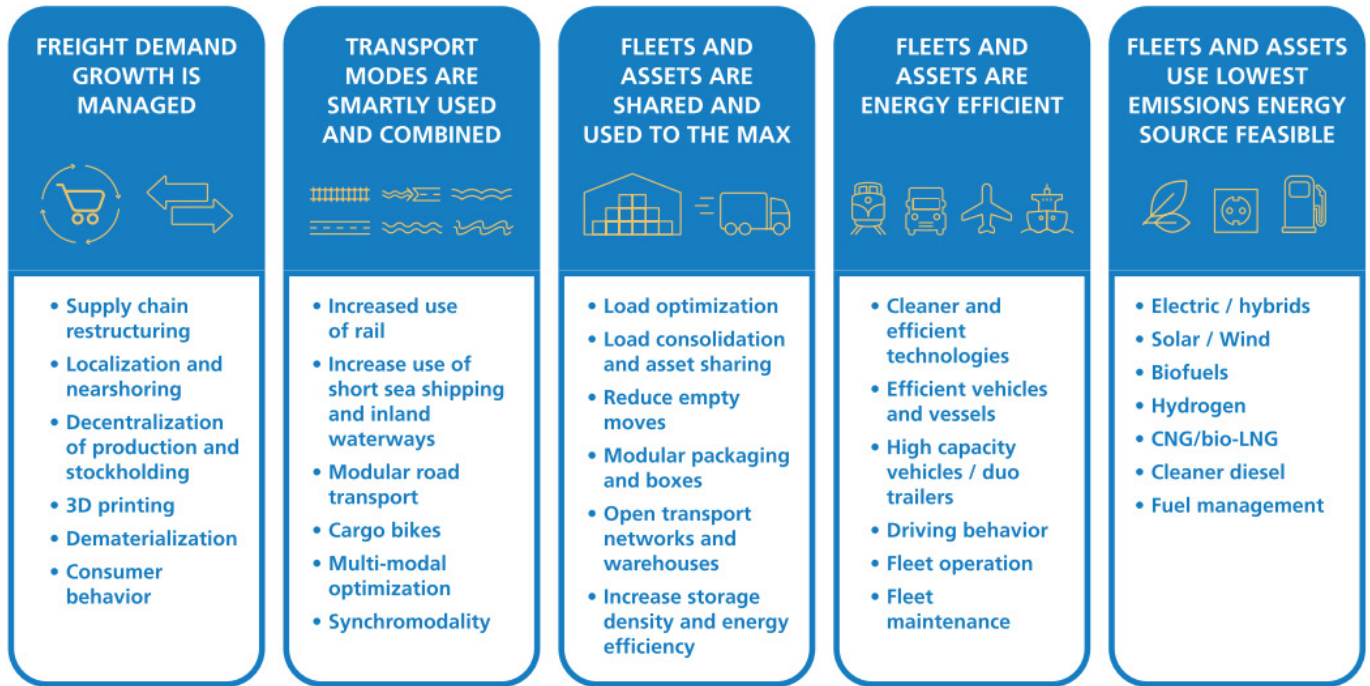 FREIGHT DEMAND
GROWTH IS
MANAGED
• Supply chain
restructuring
• Localization and
nearshoring
• Decentralization
of production and
stockholding
• 3D printing
• Dematerialization
• Consumer
behavior
TRANSPORT
MODES ARE
SMARTLY USED
AND COMBINED
• Increased use
of rail
• Increase use of
short sea shipping
and inland
waterways
• Modular road
transport
• Cargo bikes
• Multi-modal
optimization
• Synchromodality
FLEETS AND
ASSETS ARE
SHARED AND
USED TO THE MAX
• Load optimization
• Load consolidation
and asset sharing
• Reduce empty
moves
• Modular packaging
and boxes
• Open transport
networks and
warehouses
• Increase storage
density and energy
efficiency
FLEETS AND
ASSETS ARE
ENERGY EFFICIENT
• Cleaner and
efficient
technologies
• Efficient vehicles
and vessels
• High capacity
vehicles / duo
trailers
• Driving behavior
• Fleet operation
• Fleet
maintenance
FLEETS AND ASSETS
USE LOWEST
EMISSIONS ENERGY
SOURCE FEASIBLE
• Electric / hybrids
• Solar / Wind
• Biofuels
• Hydrogen
• CNG/bio-LNG
• Cleaner diesel
• Fuel management